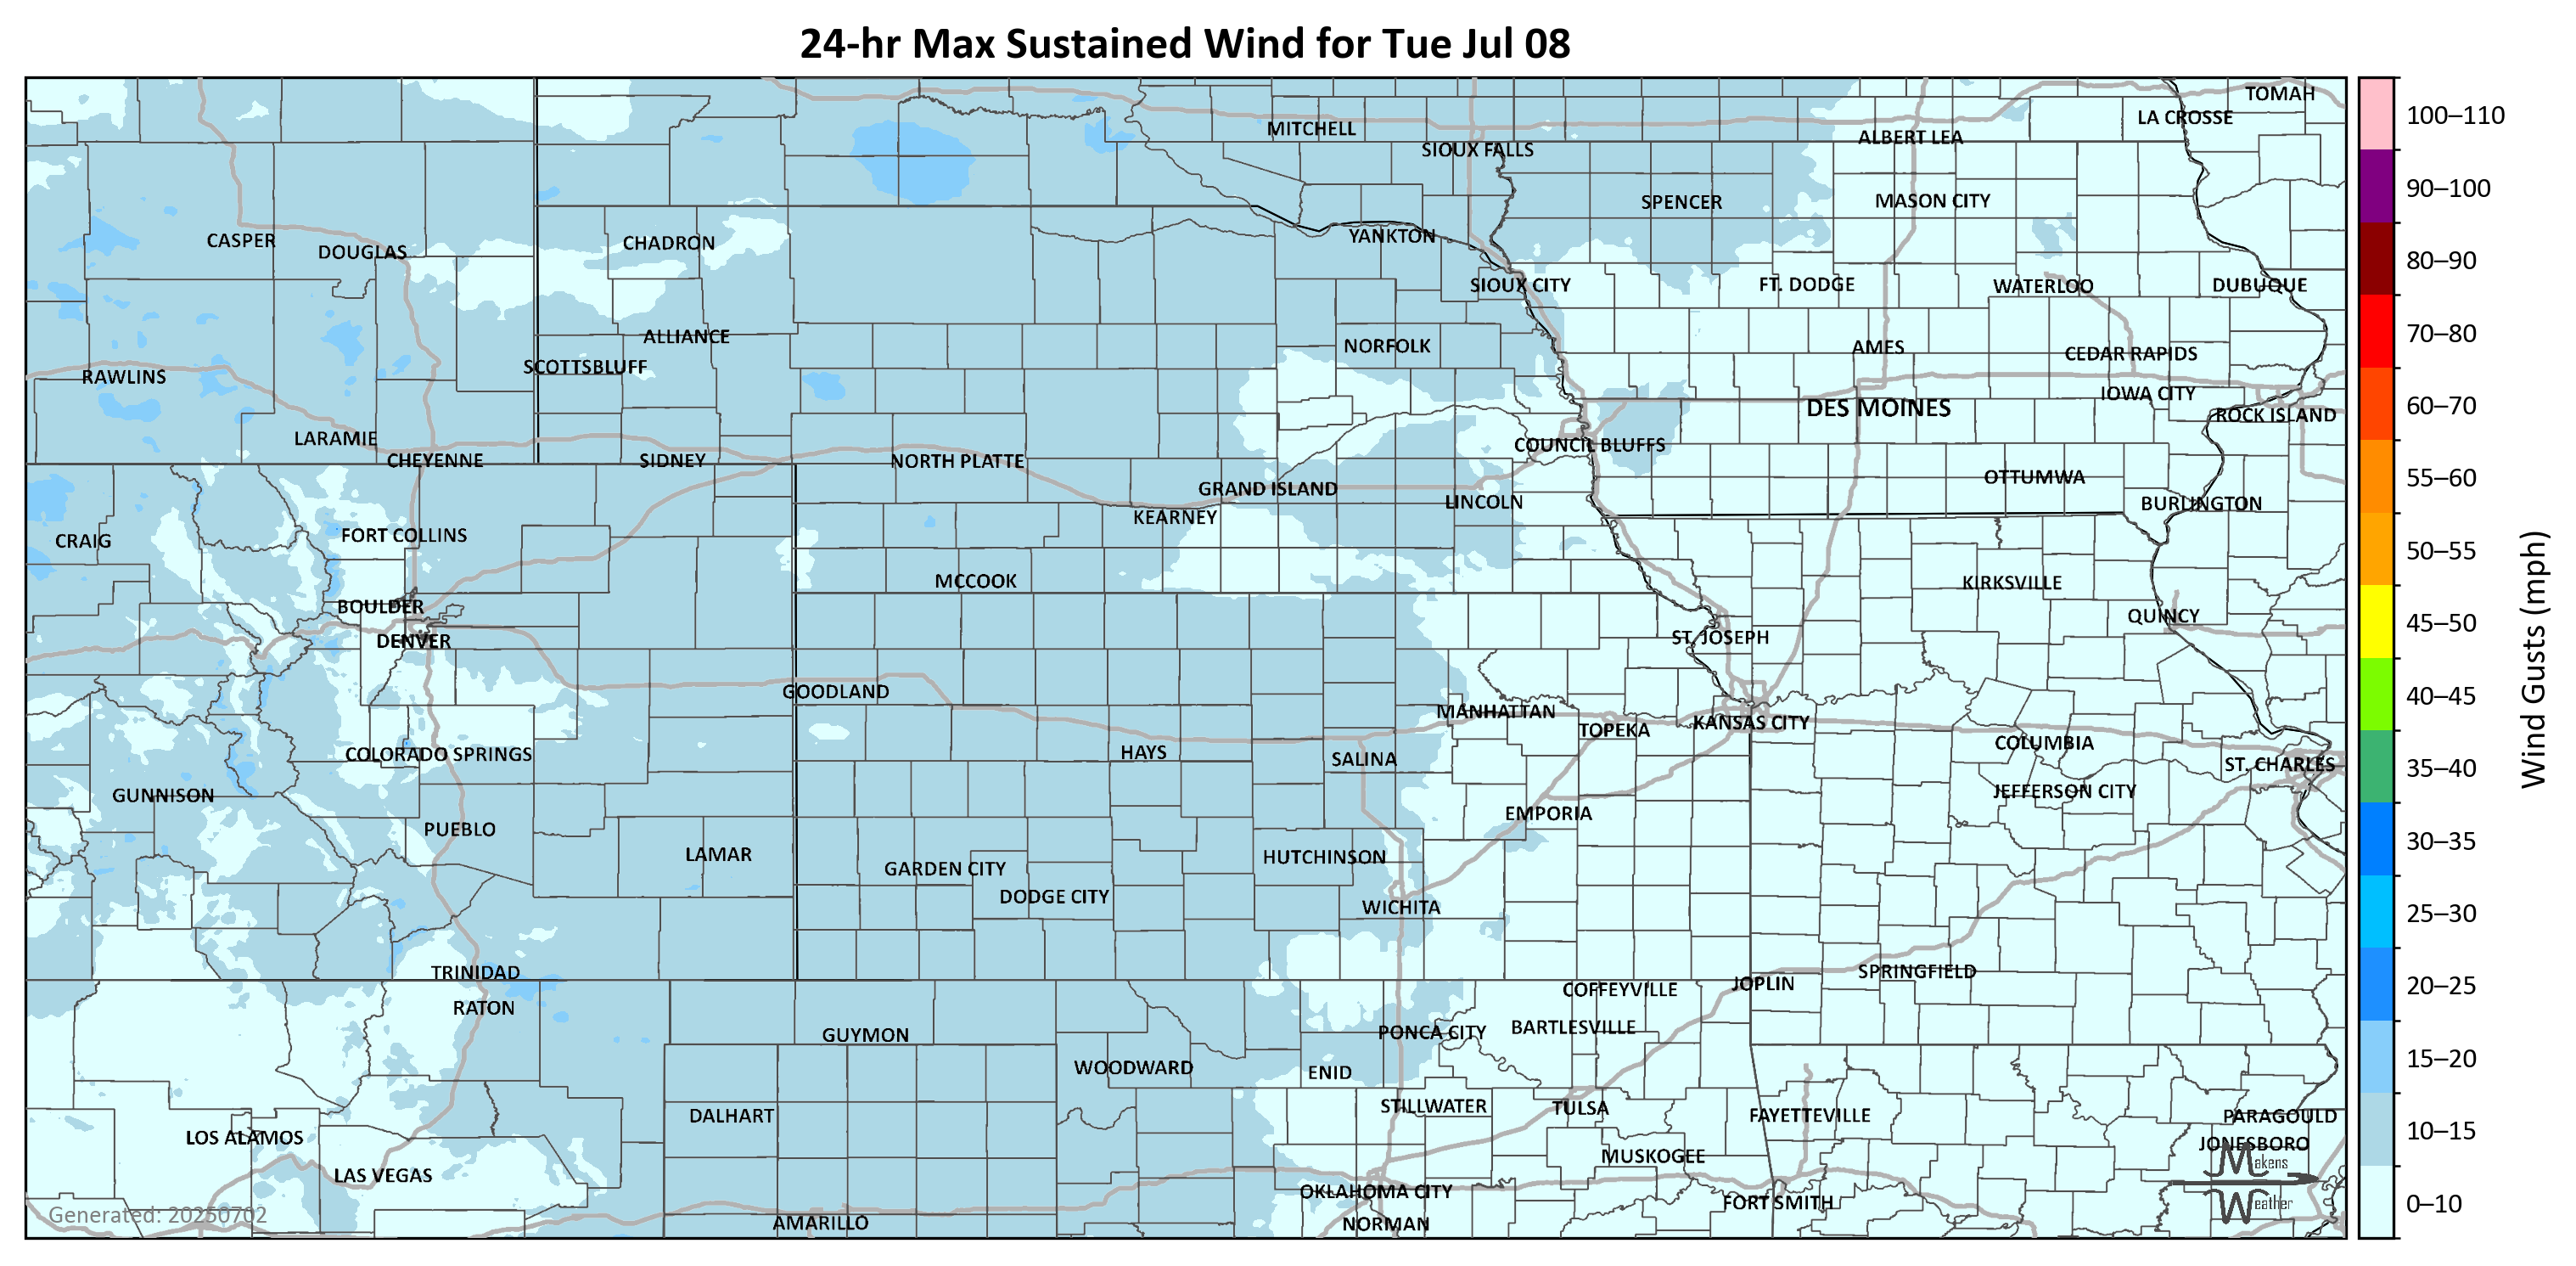 24-hr Max Sustained Wind for Tue Jul 08
TOMAH
LA CROSSE
MITCHELL
ALBERT LEA
SIOUX FALLS
SPENCER
MASON CITY
CASPER
DOUGLAS
CHADRON
YANKTON
SIOUX CITY
FT. DODGE
WATERLOO
DUBUQUE
ALLIANCE
NORFOLK
AMES
CEDAR RAPIDS
SCOTTSBLUFF
RAWLINS
IOWA CITY
DES MOINES
ROCK ISLAND
LARAMIE
COUNCIL BLUFFS
CHEYENNE
SIDNEY
NORTH PLATTE
OTTUMWA
GRAND ISLAND
LINCOLN
BURLINGTON
KEARNEY
FORT COLLINS
CRAIG
MCCOOK
KIRKSVILLE
BOULDER
QUINCY
DENVER
ST. JOSEPH
GOODLAND
MANHATTAN
KANSAS CITY
TOPEKA
COLUMBIA
COLORADO SPRINGS
HAYS
SALINA
ST. CHARLES
GUNNISON
JEFFERSON CITY
EMPORIA
PUEBLO
LAMAR
HUTCHINSON
GARDEN CITY
DODGE CITY
WICHITA
TRINIDAD
SPRINGFIELD
JOPLIN
COFFEYVILLE
RATON
BARTLESVILLE
GUYMON
PONCA CITY
WOODWARD
ENID
STILLWATER
TULSA
DALHART
FAYETTEVILLE
PARAGOULD
LOS ALAMOS
JONESBORO
MUSKOGEE
LAS VEGAS
OKLAHOMA CITY
FORT SMITH
AMARILLO
NORMAN
Generated: 20250702
Makens
Weather
100–110
90–100
80–90
70–80
60–70
55–60
50–55
45–50
40–45
35–40
30–35
25–30
20–25
15–20
10–15
0–10
Wind Gusts (mph)